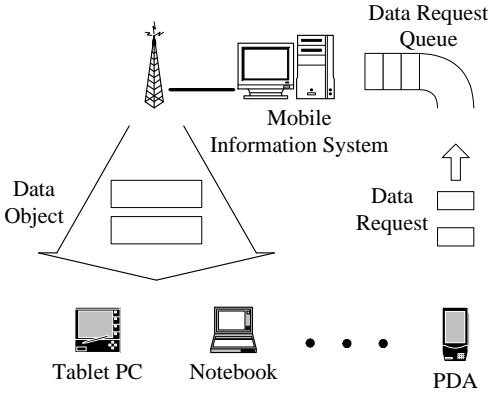 Data Request
Queue
Mobile
Information System
Data
Object
Data
Request
Tablet PC
Notebook
PDA